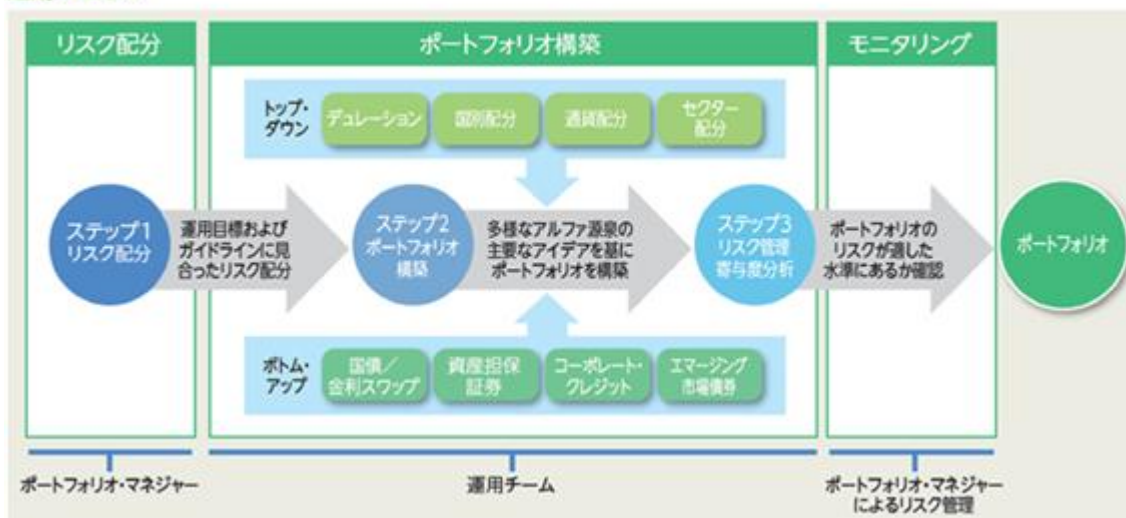 リスク配分
ポートフォリオ構築
モニタリング
トップ・
ダウン
デュレーション
国別配分
通貨配分
セクター
配分
ステップ1
リスク配分
運用目標および
ガイドラインに見
合ったリスク配分
ステップ2
ポートフォリオ
構築
多様なアルファ源泉の
主要なアイデアを基に
ポートフォリオを構築
ステップ3
リスク管理
寄与度分析
ポートフォリオの
リスクが適した
水準にあるか確認
ポートフォリオ
ボトム・
アップ
国債/
金利スワップ
資産担保
証券
コーポレート・
クレジット
エマージング
市場債券
ポートフォリオ・マネジャー
運用チーム
ポートフォリオ・マネジャー
によるリスク管理